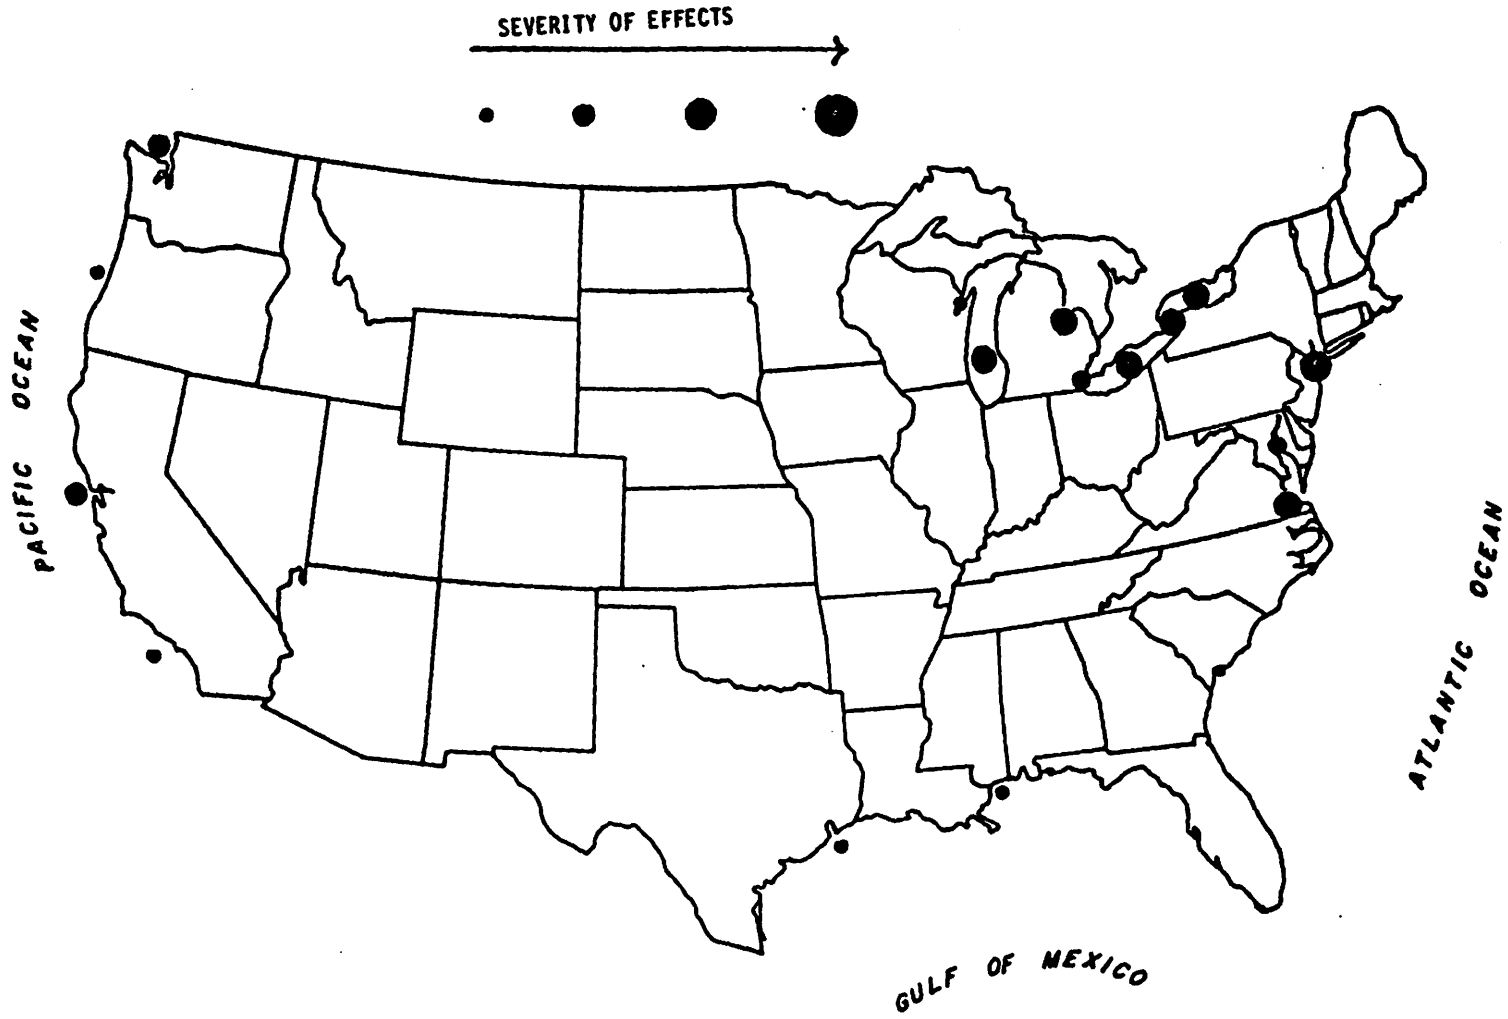 SEVERITY OF EFFECTS
PACIFIC OCEAN
ATLANTIC OCEAN
GULF OF MEXICO